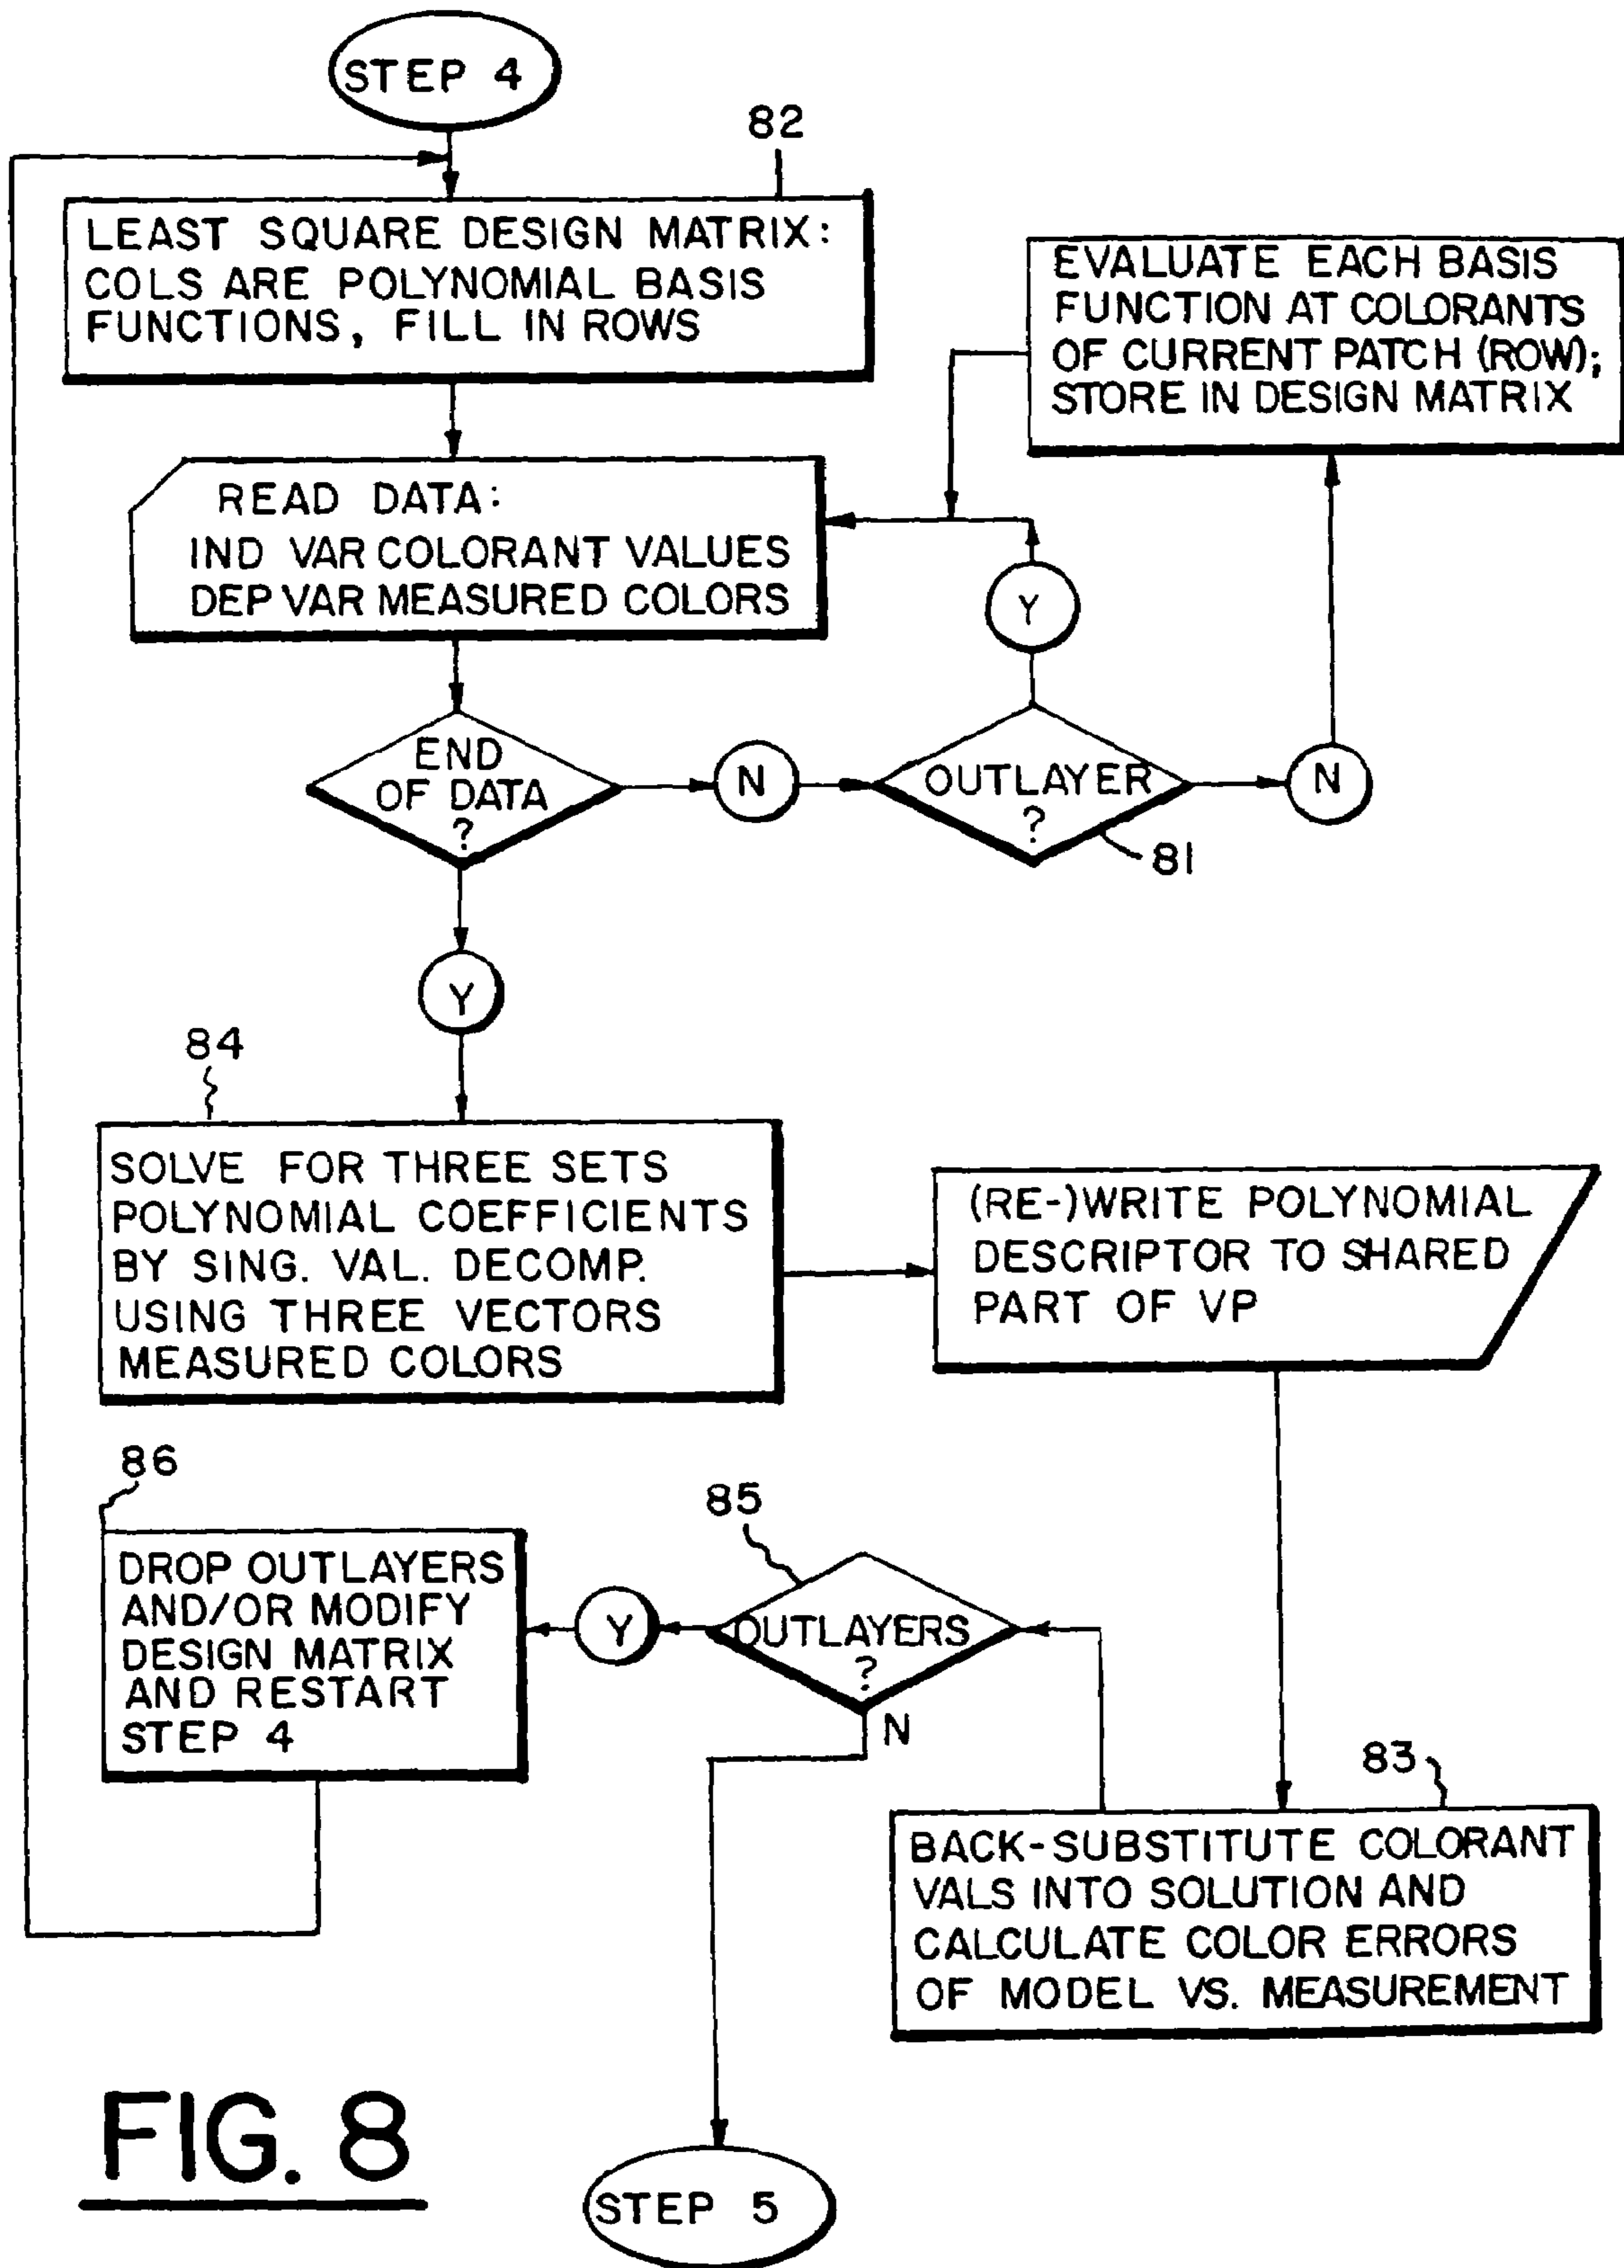 STEP 4
82
LEAST SQUARE DESIGN MATRIX:
COLS ARE POLYNOMIAL BASIS
FUNCTIONS, FILL IN ROWS
EVALUATE EACH BASIS
FUNCTION AT COLORANTS
OF CURRENT PATCH (ROW);
STORE IN DESIGN MATRIX
READ DATA:
IND VAR COLORANT VALUES
DEP VAR MEASURED COLORS
Y
END
OF DATA
?
N
OUTLAYER
?
N
81
Y
84
SOLVE FOR THREE SETS
POLYNOMIAL COEFFICIENTS
BY SING. VAL. DECOMP.
USING THREE VECTORS
MEASURED COLORS
(RE-)WRITE POLYNOMIAL
DESCRIPTOR TO SHARED
PART OF VP
86
DROP OUTLAYERS
AND/OR MODIFY
DESIGN MATRIX
AND RESTART
STEP 4
Y
85
OUTLAYERS
?
N
83
BACK-SUBSTITUTE COLORANT
VALS INTO SOLUTION AND
CALCULATE COLOR ERRORS
OF MODEL VS. MEASUREMENT
STEP 5
FIG. 8